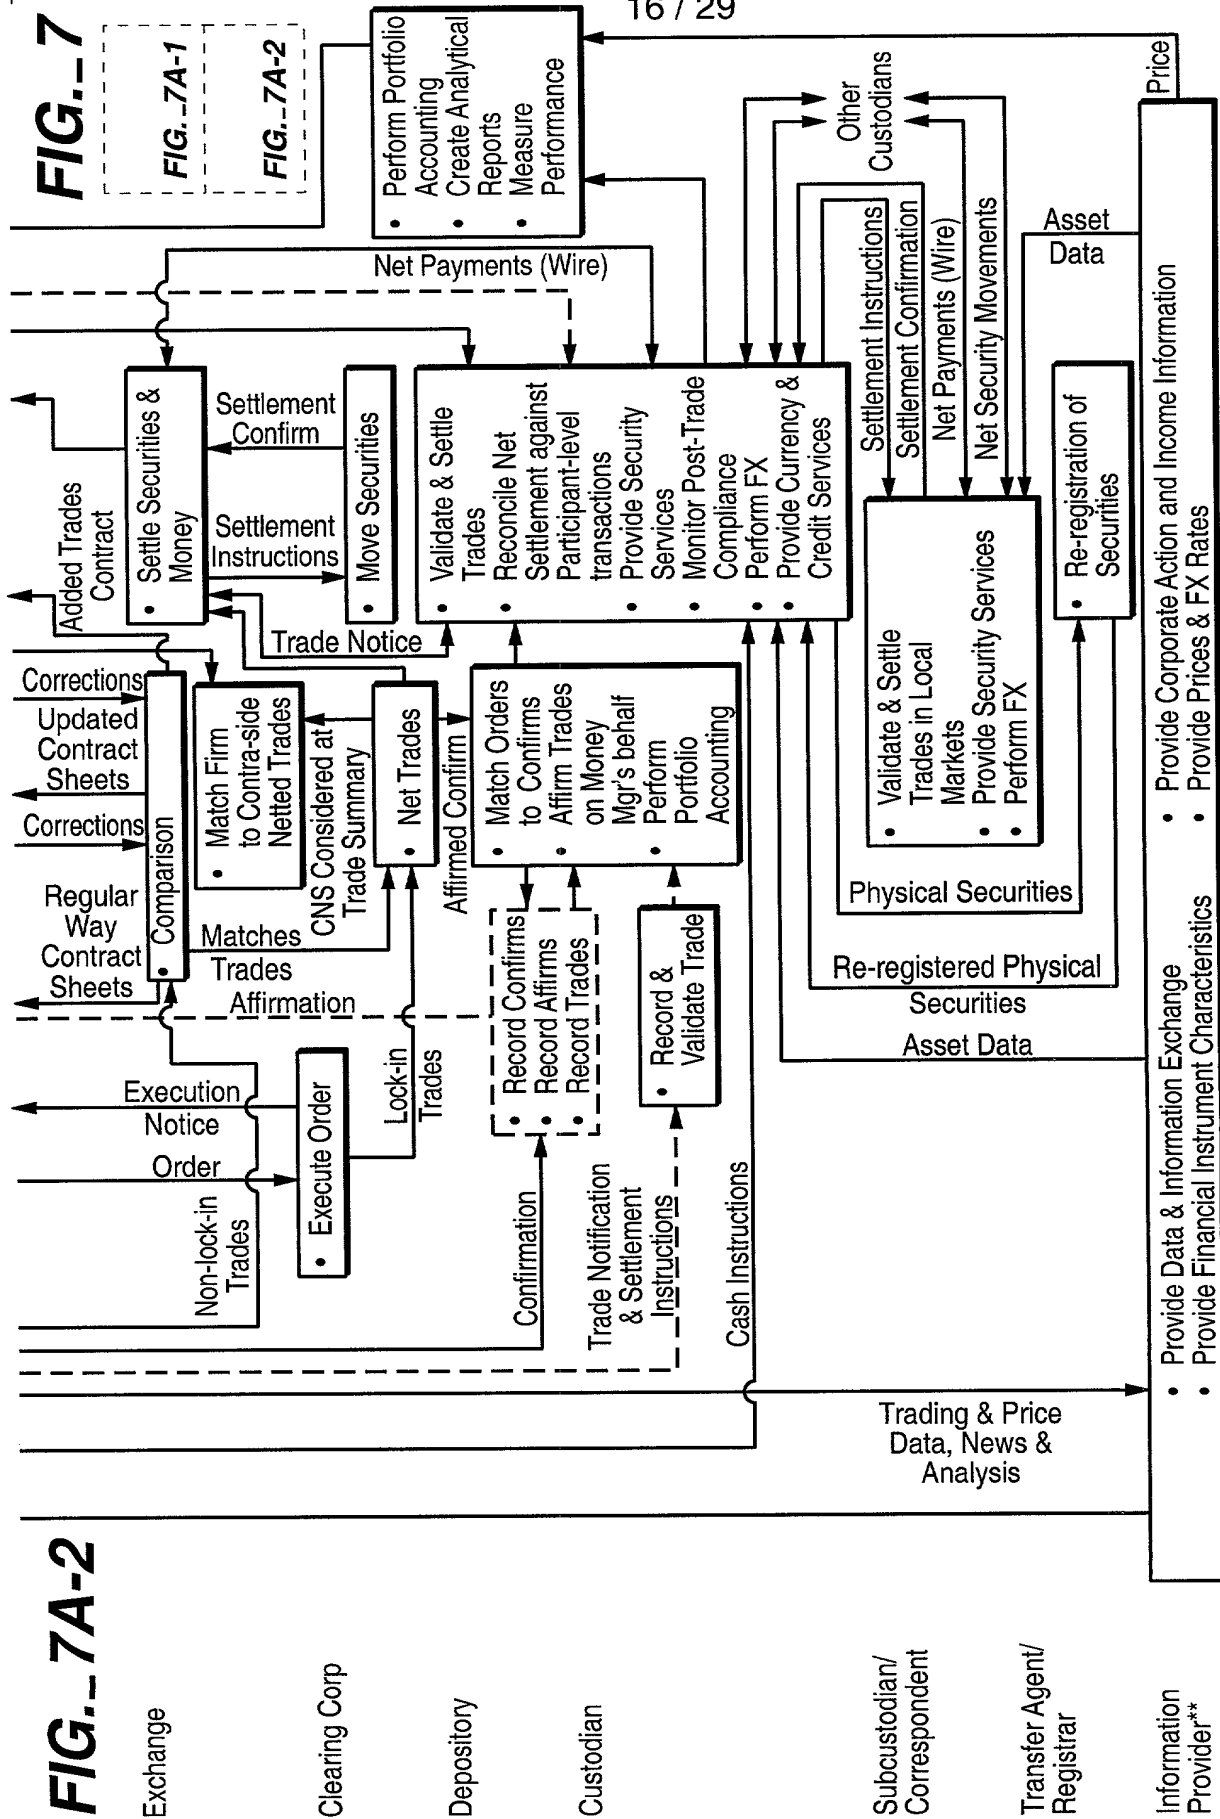 16 / 29
FIG._7
FIG._7A-1
FIG._7A-2
FIG._7A-2
Exchange
Clearing Corp
Depository
Custodian
Subcustodian/
Correspondent
Transfer Agent/
Registrar
Information
Provider**
Non-lock-in
Trades
Order
Execution
Notice
• Execute Order
Affirmation
Regular
Way
Contract
Sheets
Corrections
Updated
Contract
Sheets
Corrections
• Comparison
Matches
Trades
Lock-in
Trades
• Match Firm
to Contra-side
Netted Trades
CNS Considered at
Trade Summary
• Net Trades
Added Trades
Contract
• Settle Securities &
Money
Settlement
Instructions
Settlement
Confirm
• Move Securities
Trade Notice
Net Payments (Wire)
• Perform Portfolio
Accounting
• Create Analytical
Reports
• Measure
Performance
Affirmed Confirm
• Match Orders
to Confirms
• Affirm Trades
on Money
Mgr's behalf
• Perform
Portfolio
Accounting
• Record Confirms
• Record Affirms
• Record Trades
Confirmation
Trade Notification
& Settlement
Instructions
• Record &
Validate Trade
Cash Instructions
• Validate & Settle
Trades
• Reconcile Net
Settlement against
Participant-level
transactions
• Provide Security
Services
• Monitor Post-Trade
Compliance
• Perform FX
• Provide Currency &
Credit Services
Other
Custodians
Settlement Instructions
Settlement Confirmation
Net Payments (Wire)
Net Security Movements
• Validate & Settle
Trades in Local
Markets
• Provide Security Services
• Perform FX
Physical Securities
Re-registered Physical
Securities
Asset Data
• Re-registration of
Securities
Asset
Data
Price
Trading & Price
Data, News &
Analysis
• Provide Data & Information Exchange
• Provide Financial Instrument Characteristics
• Provide Corporate Action and Income Information
• Provide Prices & FX Rates